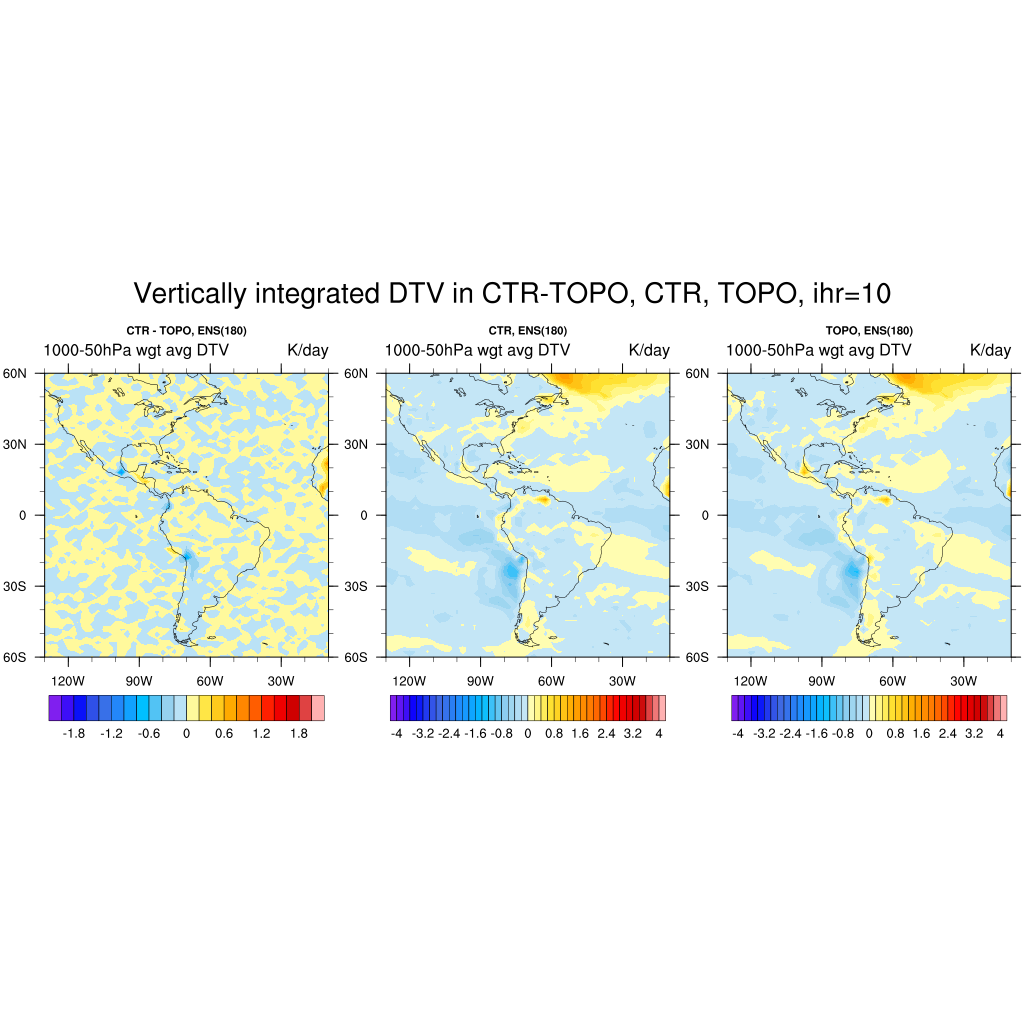 Vertically integrated DTV in CTR-TOPO, CTR, TOPO, ihr=10
CTR - TOPO, ENS(180)
1000-50hPa wgt avg DTV K/day
60N
30N
0
30S
60S
120W 90W 60W 30W
-1.8 -1.2 -0.6 0 0.6 1.2 1.8
CTR, ENS(180)
1000-50hPa wgt avg DTV K/day
60N
30N
0
30S
60S
120W 90W 60W 30W
-4 -3.2 -2.4 -1.6 -0.8 0 0.8 1.6 2.4 3.2 4
TOPO, ENS(180)
1000-50hPa wgt avg DTV K/day
60N
30N
0
30S
60S
120W 90W 60W 30W
-4 -3.2 -2.4 -1.6 -0.8 0 0.8 1.6 2.4 3.2 4